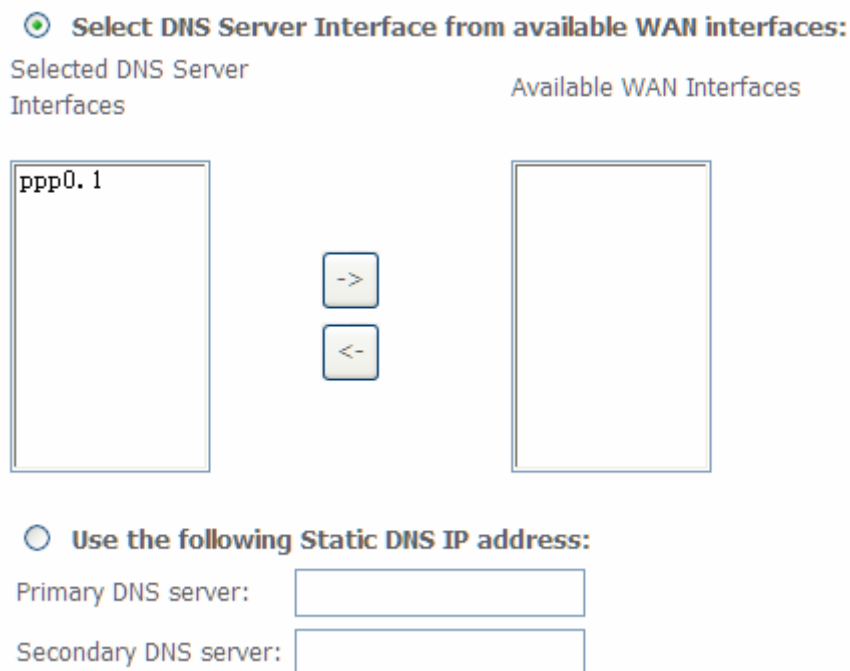 Select DNS Server Interface from available WAN interfaces:
Selected DNS Server
Interfaces
Available WAN Interfaces
ppp0.1
->
<-
Use the following Static DNS IP address:
Primary DNS server:
Secondary DNS server: